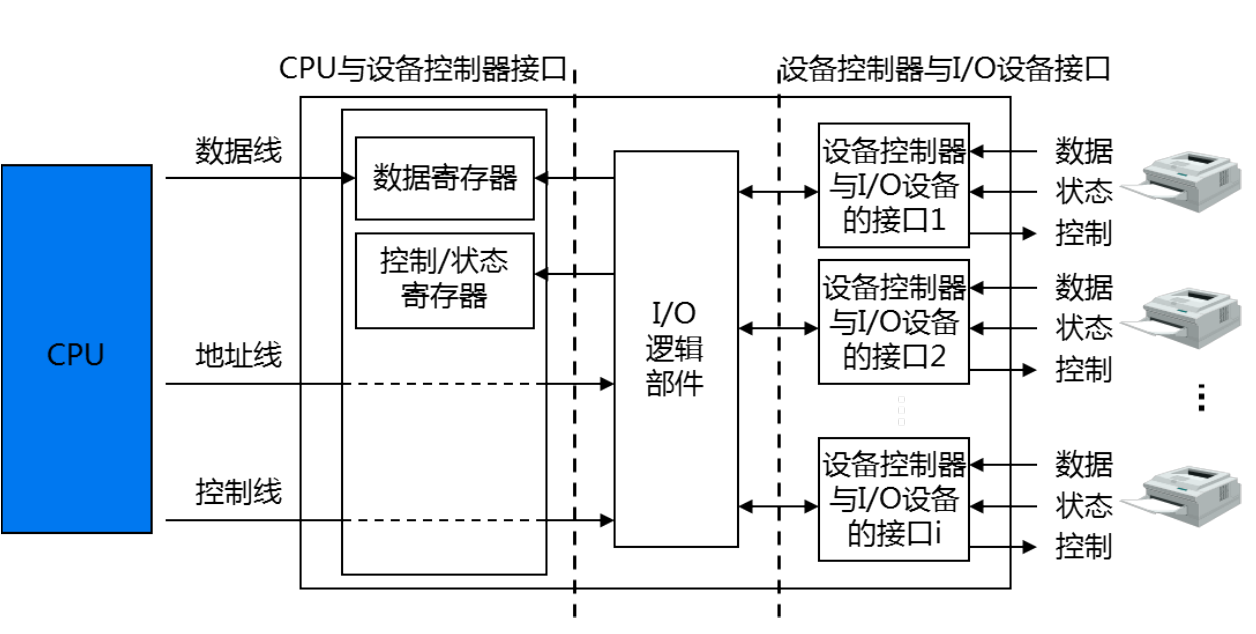 CPU与设备控制器接口
设备控制器与I/O设备接口
CPU
数据线
地址线
控制线
数据寄存器
控制/状态
寄存器
I/O
逻辑
部件
设备控制器
与I/O设备
的接口1
数据
状态
控制
设备控制器
与I/O设备
的接口2
数据
状态
控制
设备控制器
与I/O设备
的接口i
数据
状态
控制